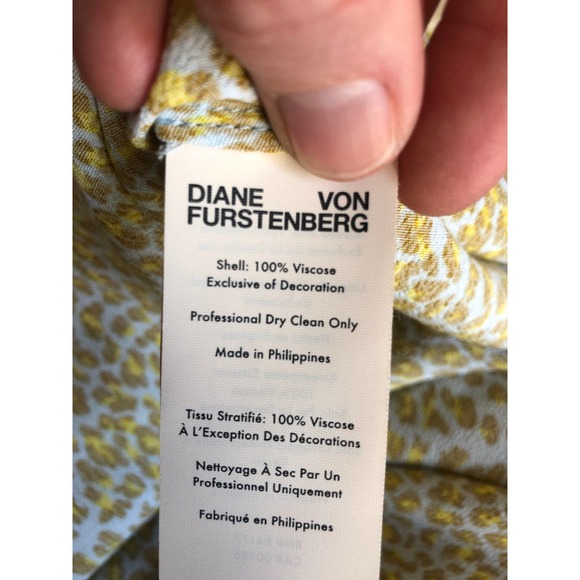 DIANE VON
FURSTENBERG
Shell: 100% Viscose
Exclusive of Decoration
Professional Dry Clean Only
Made in Philippines
Tissu Stratifié: 100% Viscose
À L'Exception Des Décorations
Nettoyage À Sec Par Un
Professionnel Uniquement
Fabriqué en Philippines